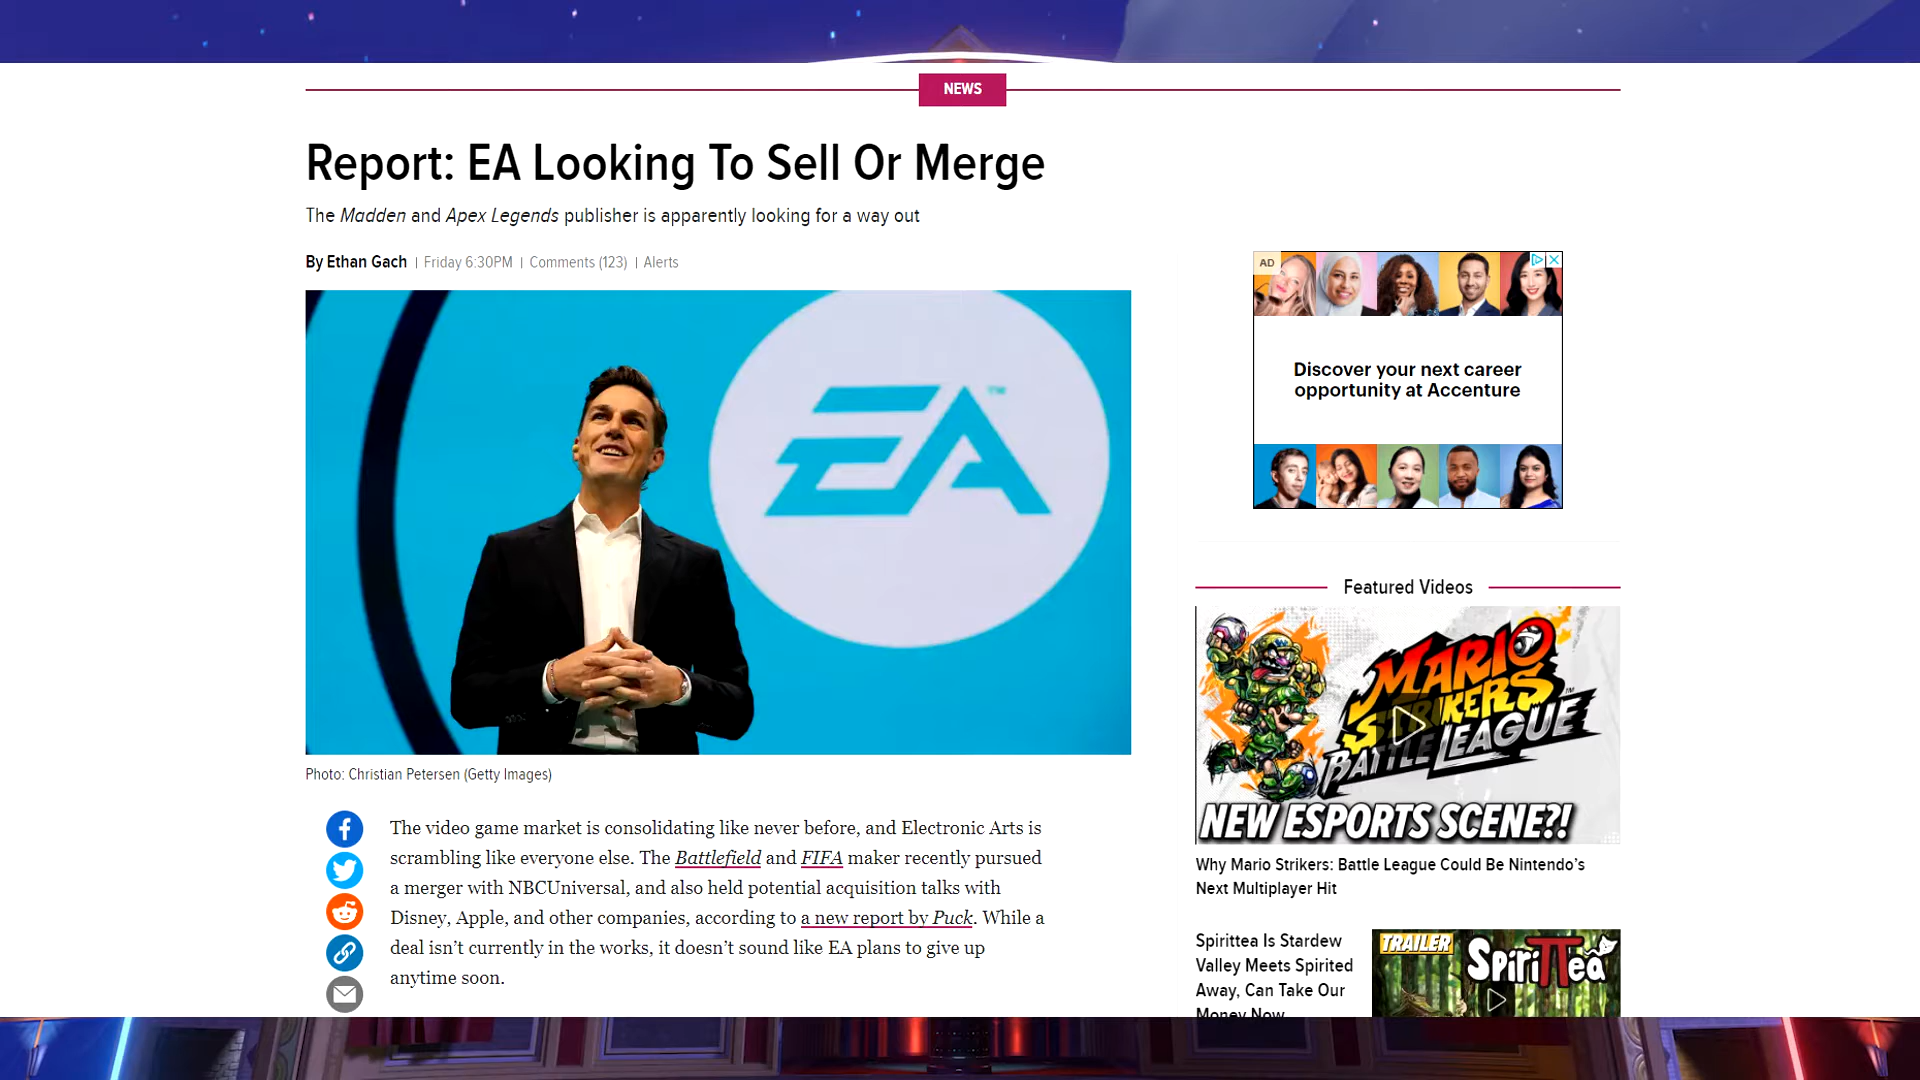 NEWS
Report: EA Looking To Sell Or Merge
The Madden and Apex Legends publisher is apparently looking for a way out
By Ethan Gach | Friday 6:30PM | Comments (123) | Alerts
EA™
Photo: Christian Petersen (Getty Images)
The video game market is consolidating like never before, and Electronic Arts is
scrambling like everyone else. The Battlefield and FIFA maker recently pursued
a merger with NBCUniversal, and also held potential acquisition talks with
Disney, Apple, and other companies, according to a new report by Puck. While a
deal isn’t currently in the works, it doesn’t sound like EA plans to give up
anytime soon.
AD
Discover your next career
opportunity at Accenture
Featured Videos
MARIO
STRIKERS
BATTLE LEAGUE™
NEW ESPORTS SCENE?!
Why Mario Strikers: Battle League Could Be Nintendo’s
Next Multiplayer Hit
Spirittea Is Stardew
Valley Meets Spirited
Away, Can Take Our
Money Now
TRAILER
SpiriTTea